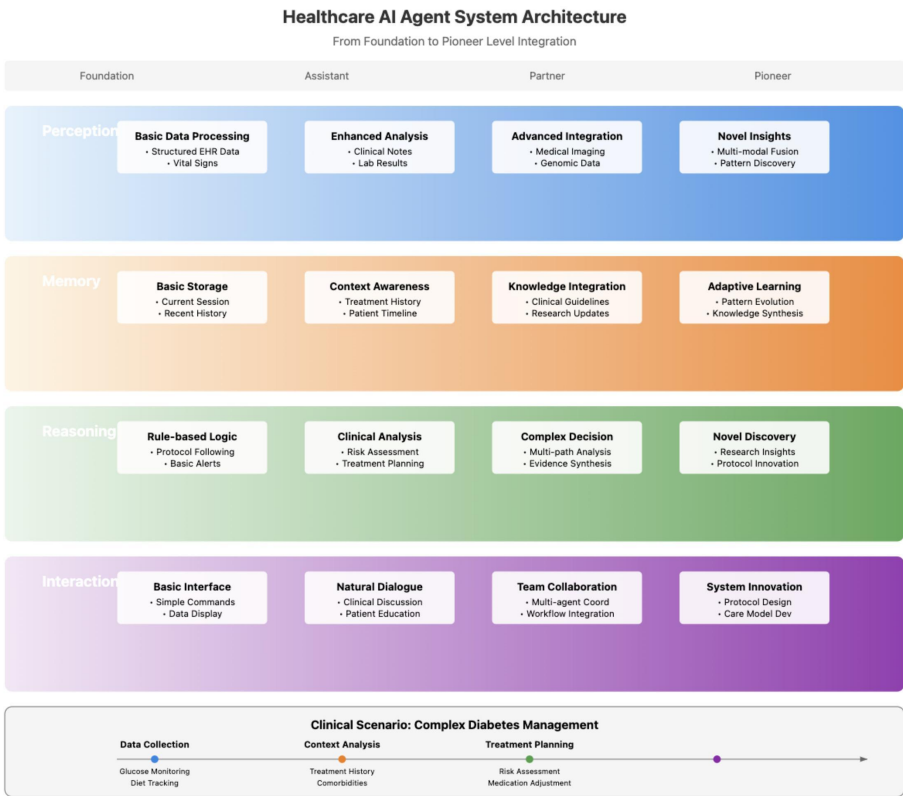 Healthcare AI Agent System Architecture
From Foundation to Pioneer Level Integration
Foundation Assistant Partner Pioneer
Perception
Basic Data Processing
• Structured EHR Data
• Vital Signs
Enhanced Analysis
• Clinical Notes
• Lab Results
Advanced Integration
• Medical Imaging
• Genomic Data
Novel Insights
• Multi-modal Fusion
• Pattern Discovery
Memory
Basic Storage
• Current Session
• Recent History
Context Awareness
• Treatment History
• Patient Timeline
Knowledge Integration
• Clinical Guidelines
• Research Updates
Adaptive Learning
• Pattern Evolution
• Knowledge Synthesis
Reasoning
Rule-based Logic
• Protocol Following
• Basic Alerts
Clinical Analysis
• Risk Assessment
• Treatment Planning
Complex Decision
• Multi-path Analysis
• Evidence Synthesis
Novel Discovery
• Research Insights
• Protocol Innovation
Interaction
Basic Interface
• Simple Commands
• Data Display
Natural Dialogue
• Clinical Discussion
• Patient Education
Team Collaboration
• Multi-agent Coord
• Workflow Integration
System Innovation
• Protocol Design
• Care Model Dev
Clinical Scenario: Complex Diabetes Management
Data Collection
Glucose Monitoring
Diet Tracking
Context Analysis
Treatment History
Comorbidities
Treatment Planning
Risk Assessment
Medication Adjustment